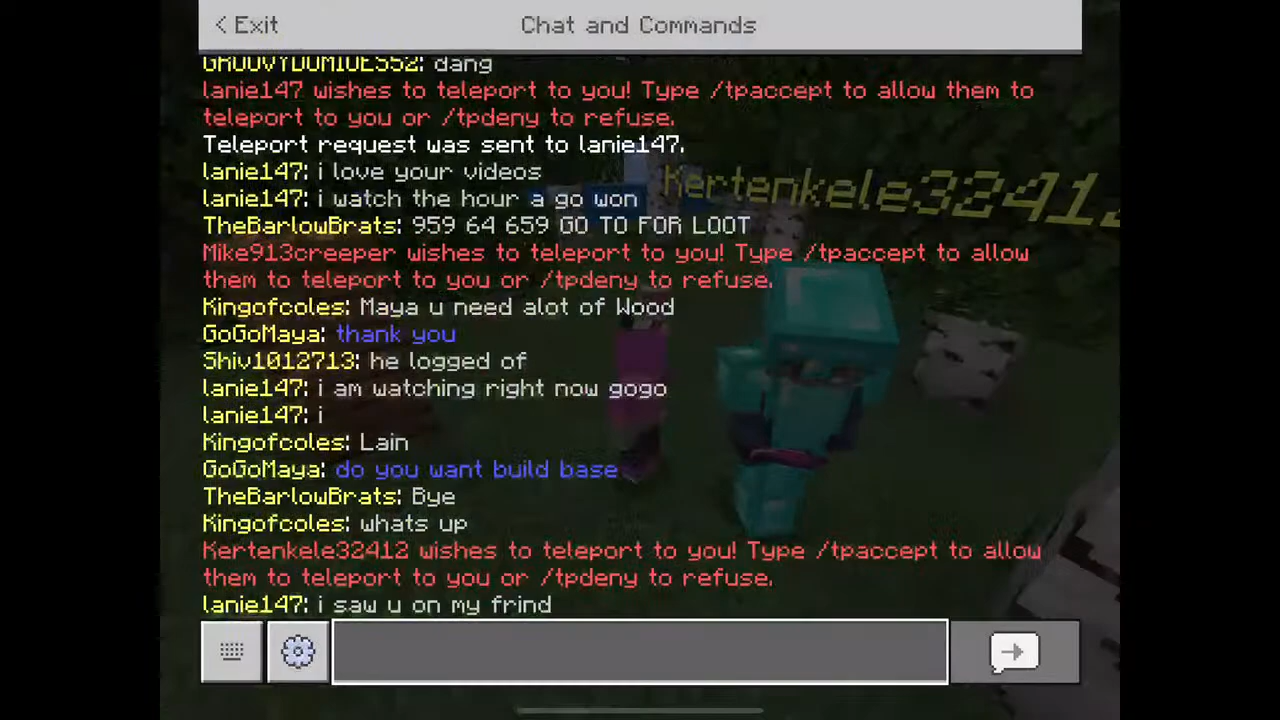 Exit
Chat and Commands
GROOVYDOMIOES52: dang
lanie147 wishes to teleport to you! Type /tpaccept to allow them to
teleport to you or /tpdeny to refuse.
Teleport request was sent to lanie147.
lanie147: i love your videos
lanie147: i watch the hour a go won
Kertenkele32412
TheBarlowBrats: 959 64 659 GO TO FOR LOOT
Mike913creeper wishes to teleport to you! Type /tpaccept to allow
them to teleport to you or /tpdeny to refuse.
Kingofcoles: Maya u need alot of Wood
GoGoMaya: thank you
Shiv1012713: he logged of
lanie147: i am watching right now gogo
lanie147: i
Kingofcoles: Lain
GoGoMaya: do you want build base
TheBarlowBrats: Bye
Kingofcoles: whats up
Kertenkele32412 wishes to teleport to you! Type /tpaccept to allow
them to teleport to you or /tpdeny to refuse.
lanie147: i saw u on my frind